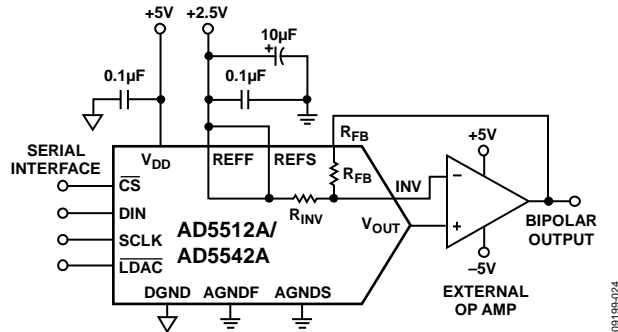 +5V
+2.5V
10µF
+
0.1µF
0.1µF
SERIAL
INTERFACE
VDD
REFF
REFS
RFB
RFB
+5V
CS
DIN
SCLK
LDAC
RINV
INV
VOUT
AD5512A/
AD5542A
−
+
BIPOLAR
OUTPUT
−5V
EXTERNAL
OP AMP
DGND
AGNDF
AGNDS
09199-024